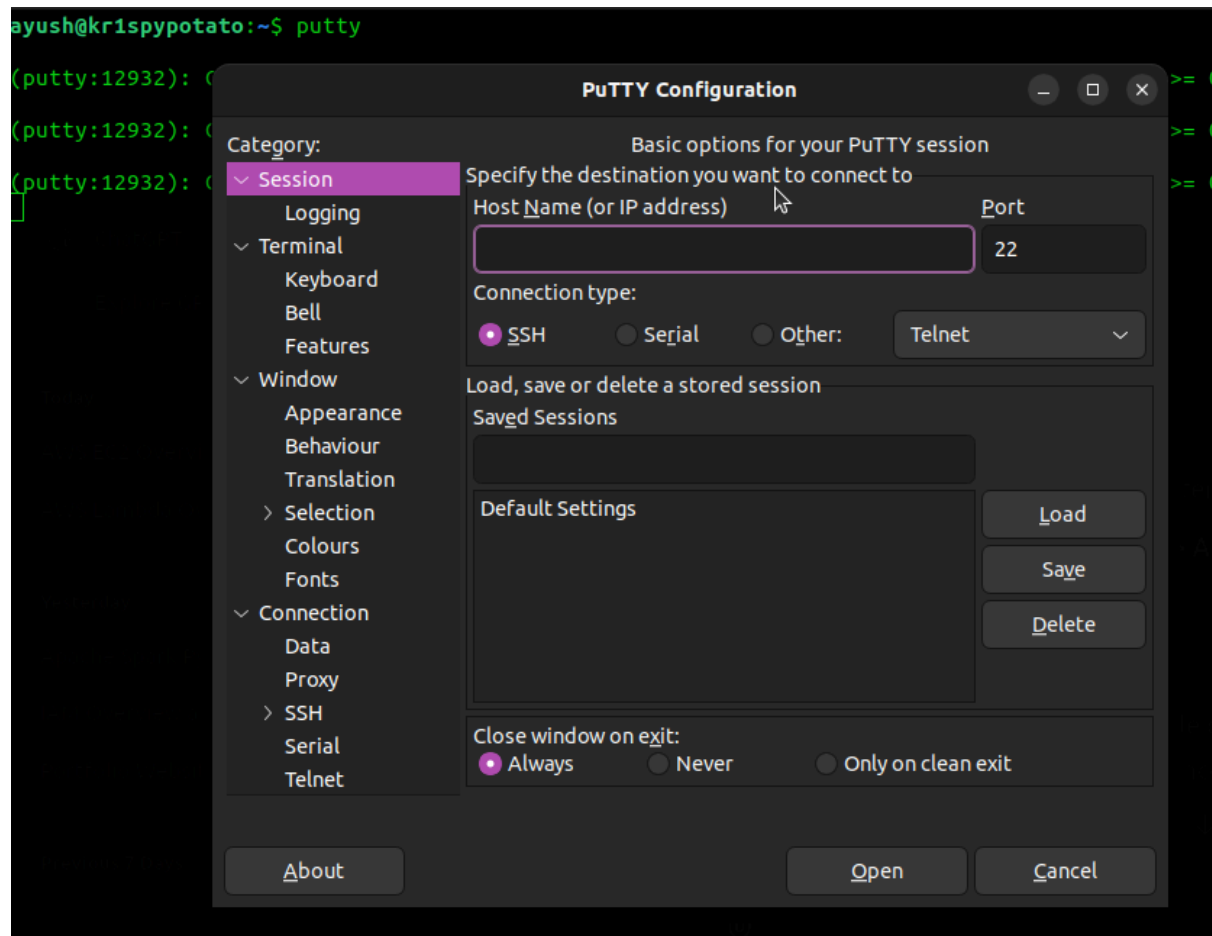 ayush@kr1spypotato:~$ putty
(putty:12932):
>=
(putty:12932):
>=
(putty:12932):
>=
PuTTY Configuration
Category:
Session
Logging
Terminal
Keyboard
Bell
Features
Window
Appearance
Behaviour
Translation
Selection
Colours
Fonts
Connection
Data
Proxy
SSH
Serial
Telnet
Basic options for your PuTTY session
Specify the destination you want to connect to
Host Name (or IP address)
Port
22
Connection type:
SSH
Serial
Other:
Telnet
Load, save or delete a stored session
Saved Sessions
Default Settings
Load
Save
Delete
Close window on exit:
Always
Never
Only on clean exit
About
Open
Cancel